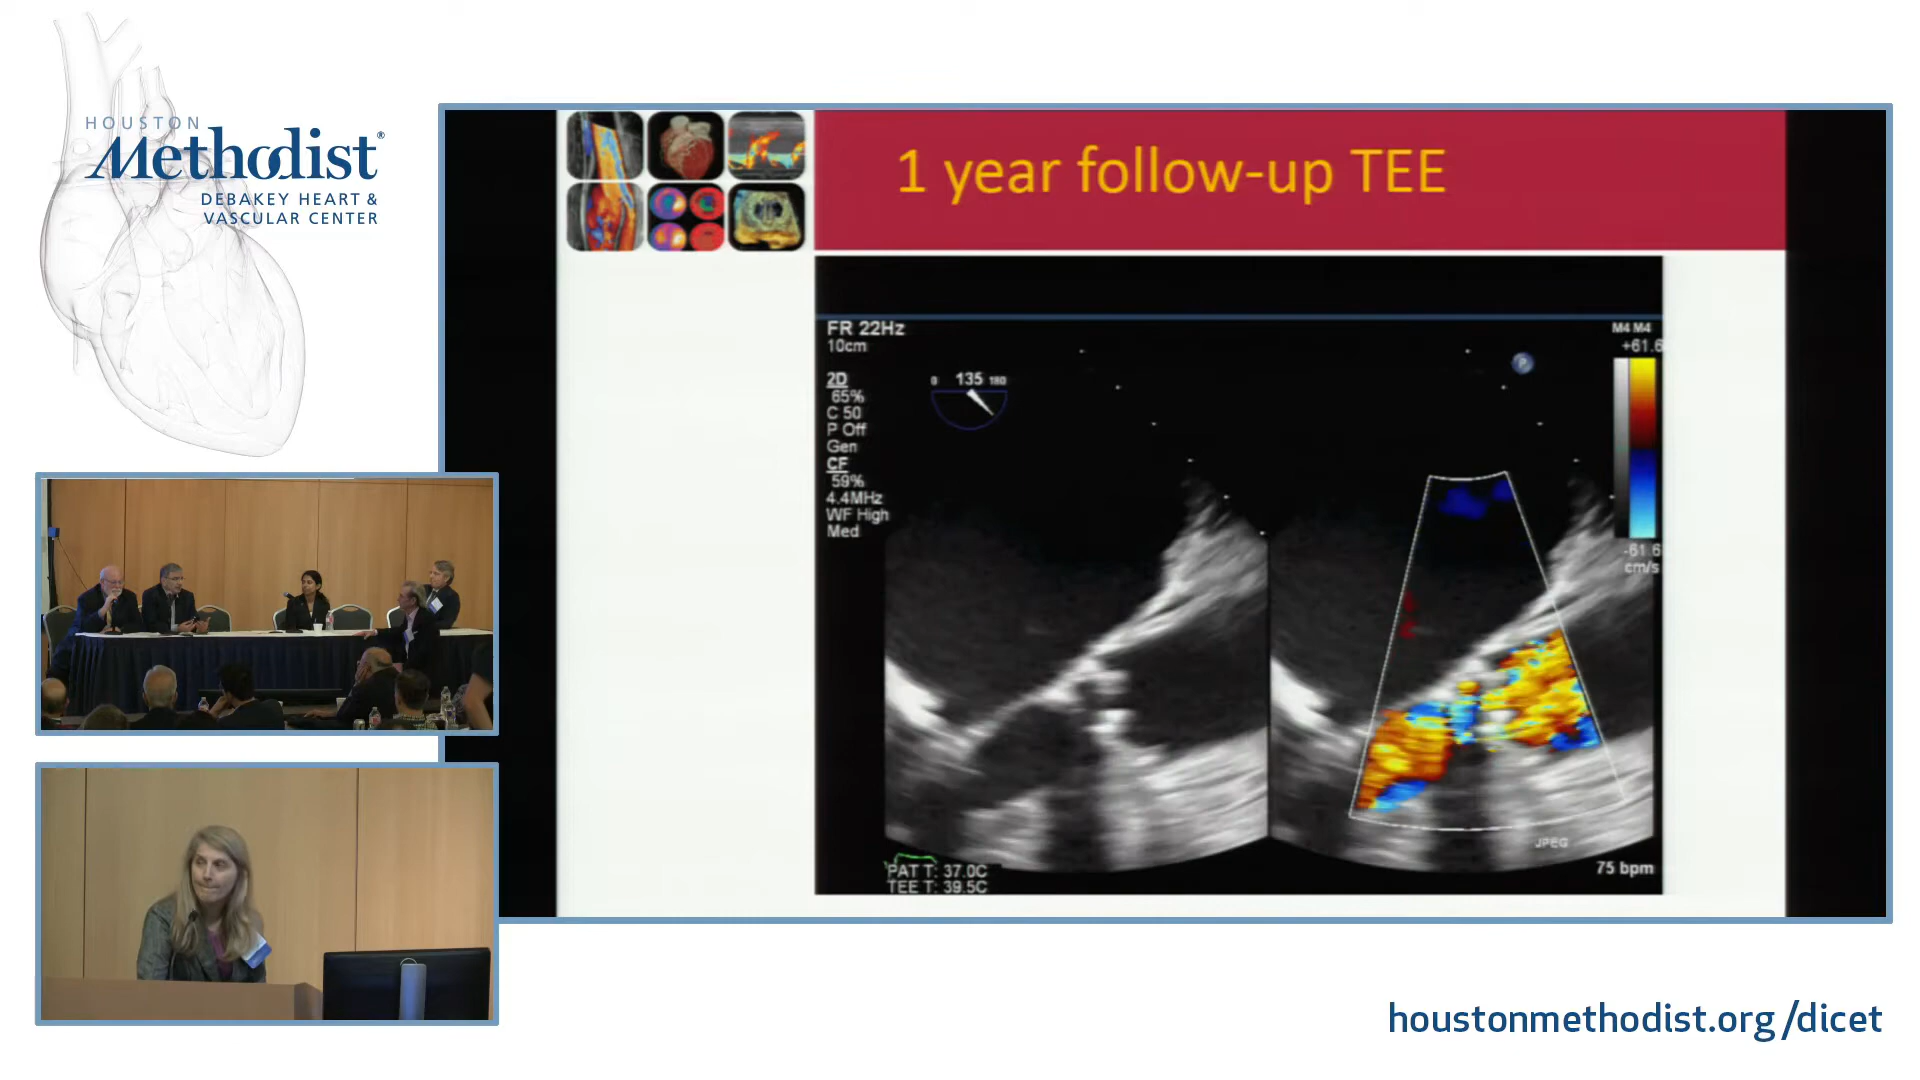 HOUSTON
Methodist®
DEBAKEY HEART &
VASCULAR CENTER
1 year follow-up TEE
FR 22Hz
10cm
2D
65%
C 50
P Off
Gen
CF
59%
4.4MHz
WF High
Med
0 135 180
P
M4 M4
+61.6
-61.6
cm/s
JPEG
PAT T: 37.0C
TEE T: 39.5C
75 bpm
houstonmethodist.org/dicet